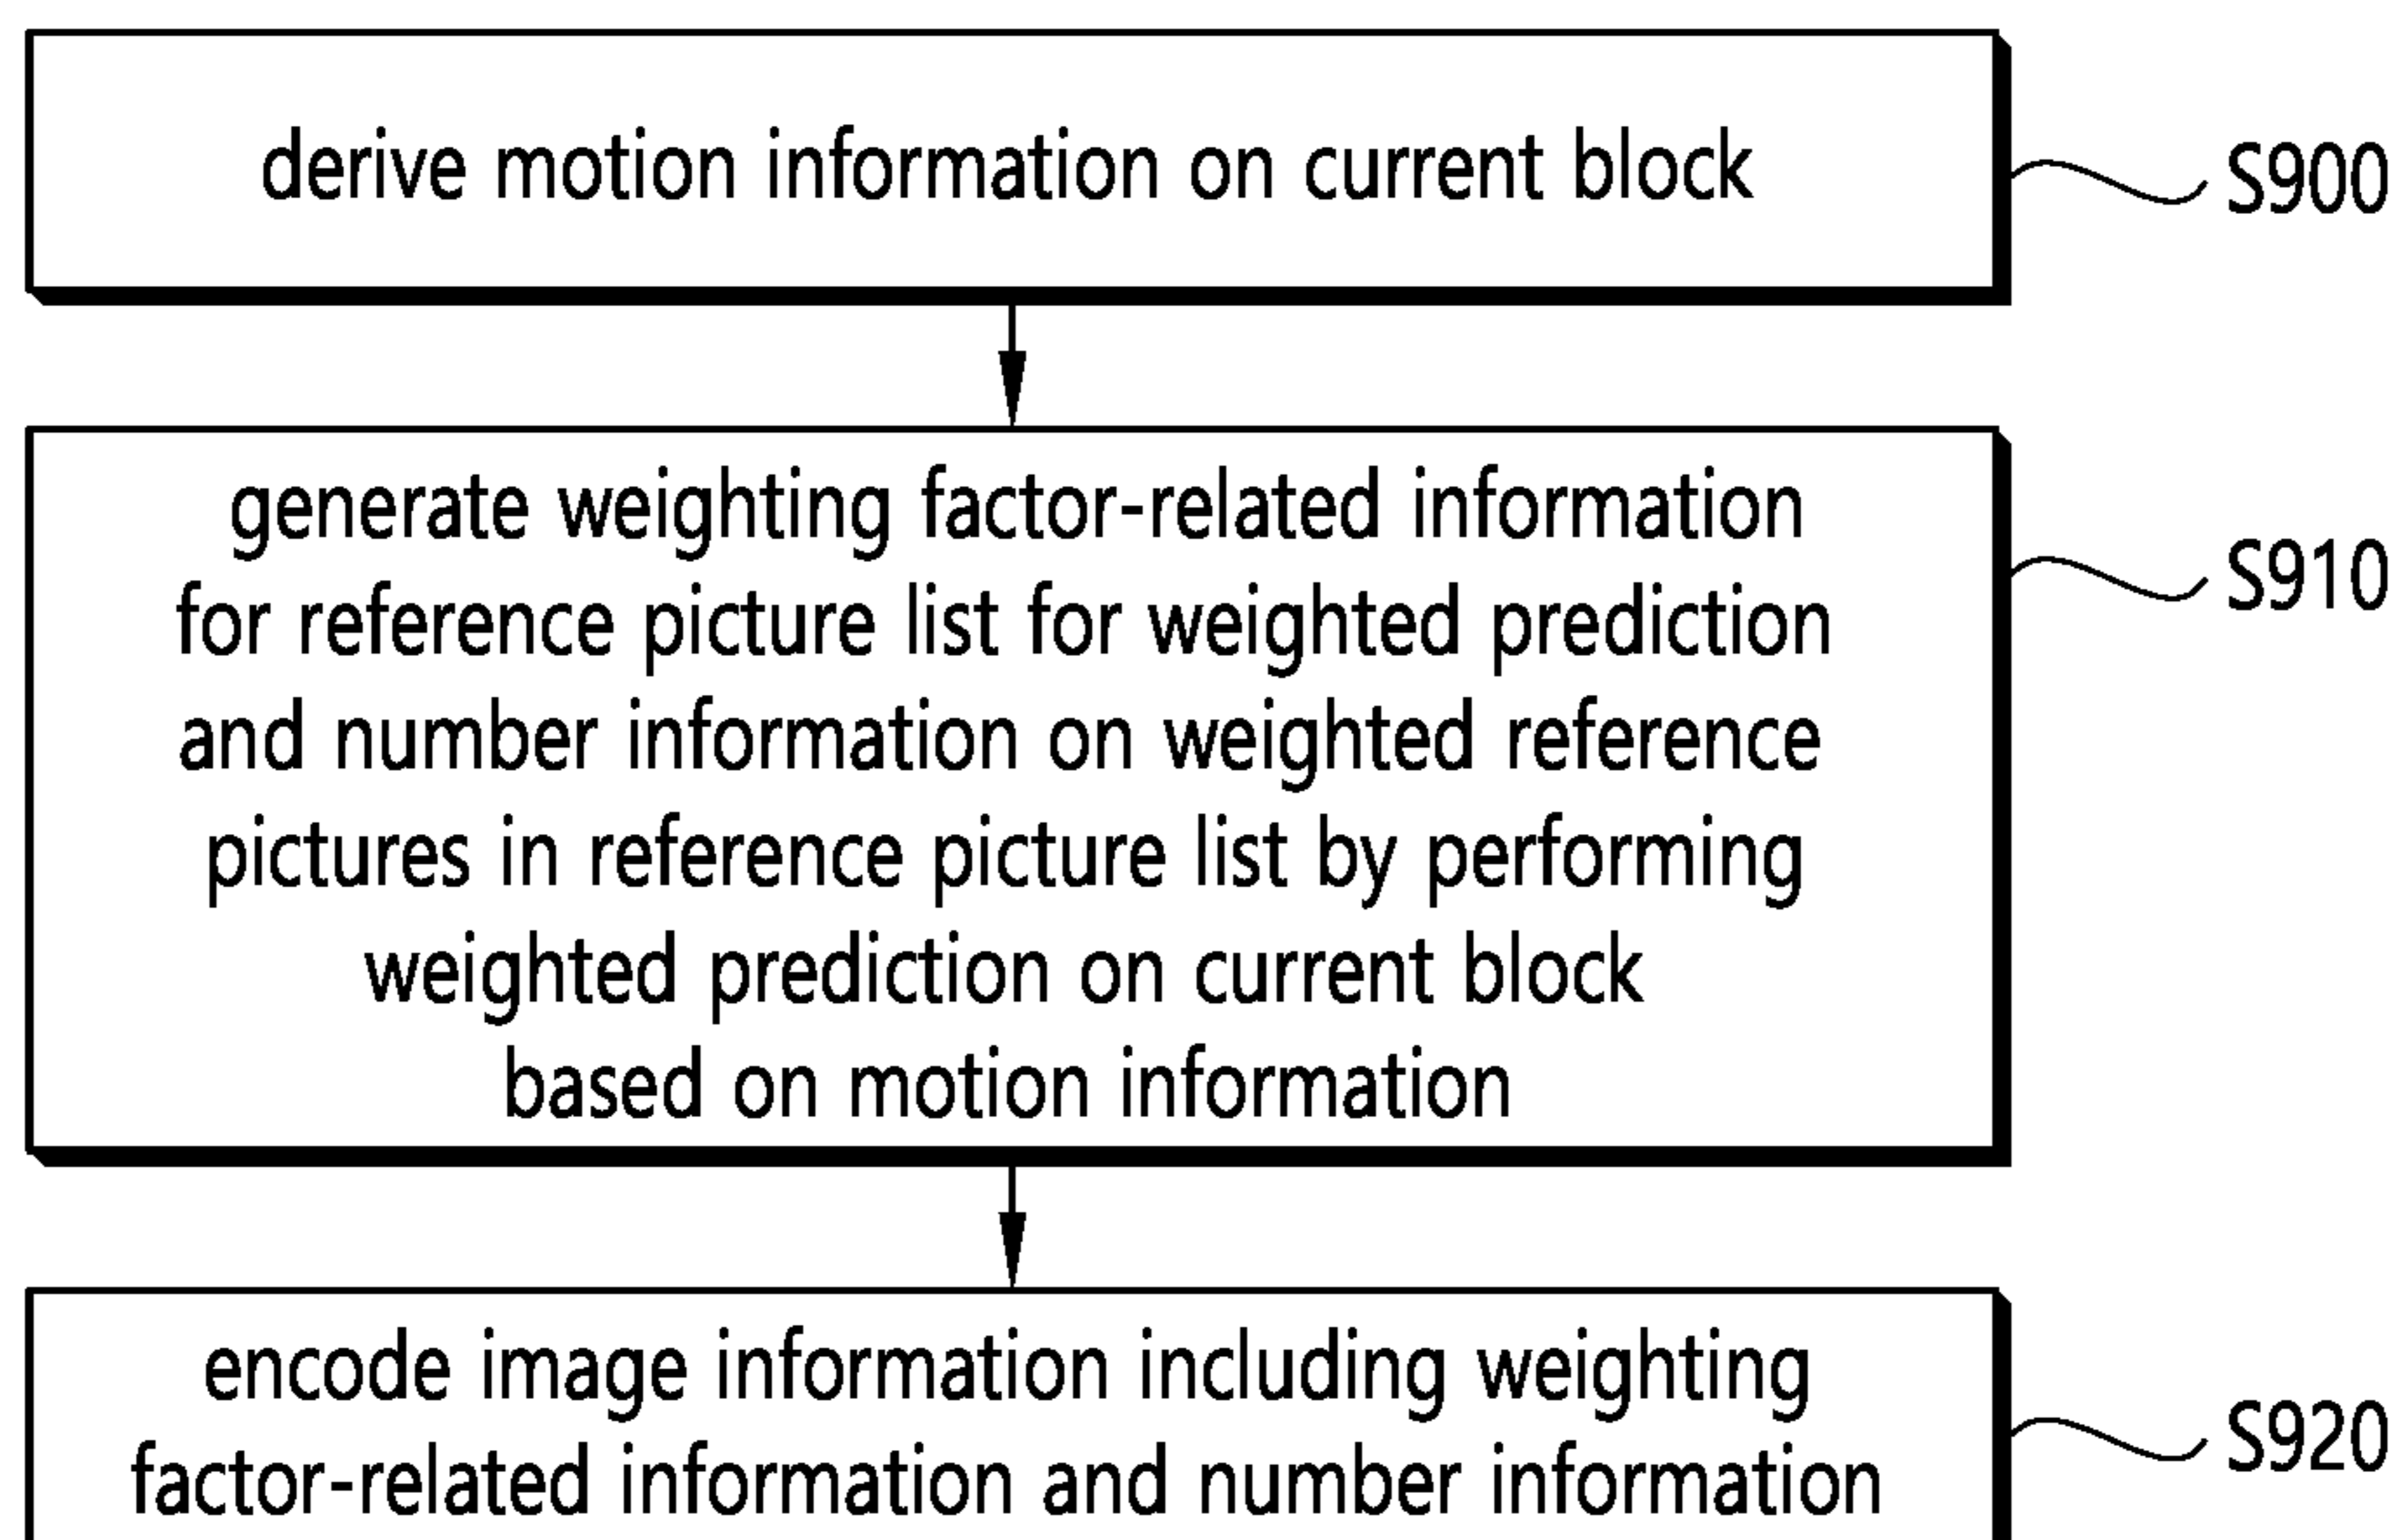 derive motion information on current block
S900
generate weighting factor-related information
for reference picture list for weighted prediction
and number information on weighted reference
pictures in reference picture list by performing
weighted prediction on current block
based on motion information
S910
encode image information including weighting
factor-related information and number information
S920